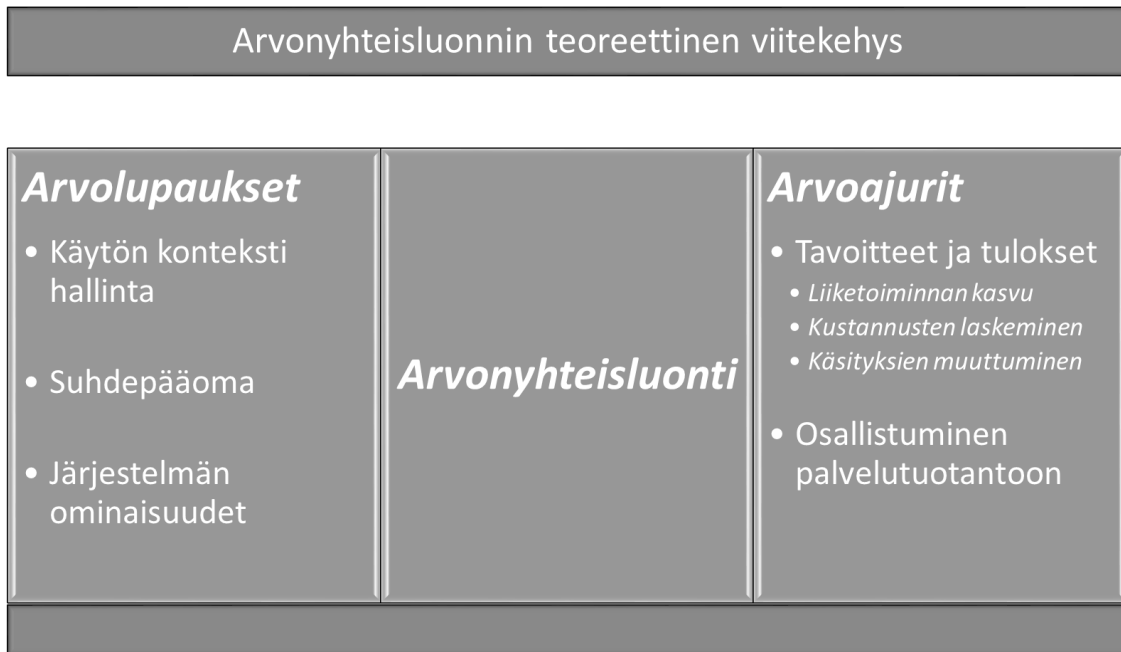 Arvonyhteisluonnin teoreettinen viitekehys
Arvolupaukset
• Käytön konteksti
hallinta
• Suhdepääoma
• Järjestelmän
ominaisuudet
Arvonyhteisluonti
Arvoajurit
• Tavoitteet ja tulokset
• Liiketoiminnan kasvu
• Kustannusten laskeminen
• Käsityksien muuttuminen
• Osallistuminen
palvelutuotantoon